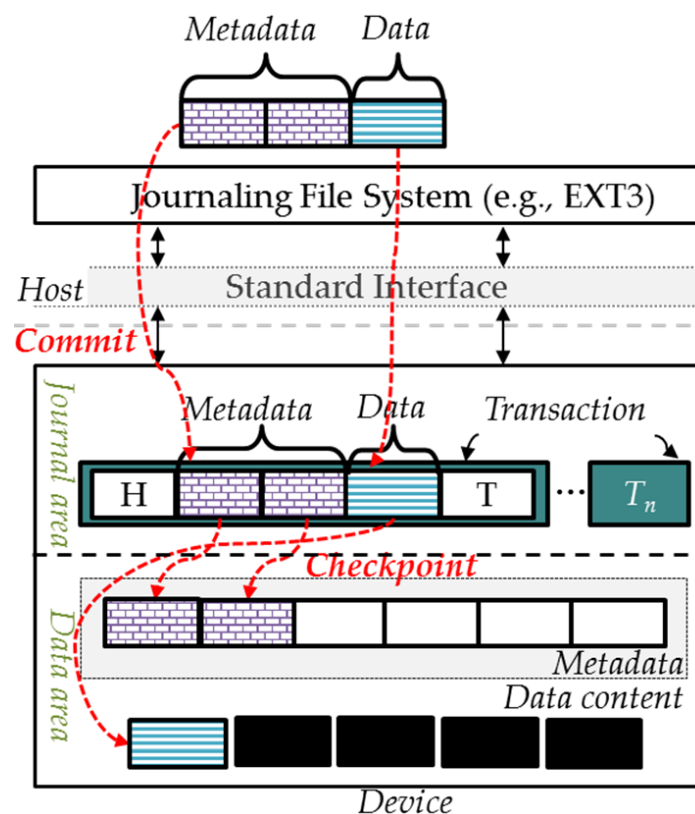 Metadata Data
Journaling File System (e.g., EXT3)
Host Standard Interface
Commit
Journal area
Metadata Data Transaction
H T ... Tn
Checkpoint
Data area
Metadata
Data content
Device